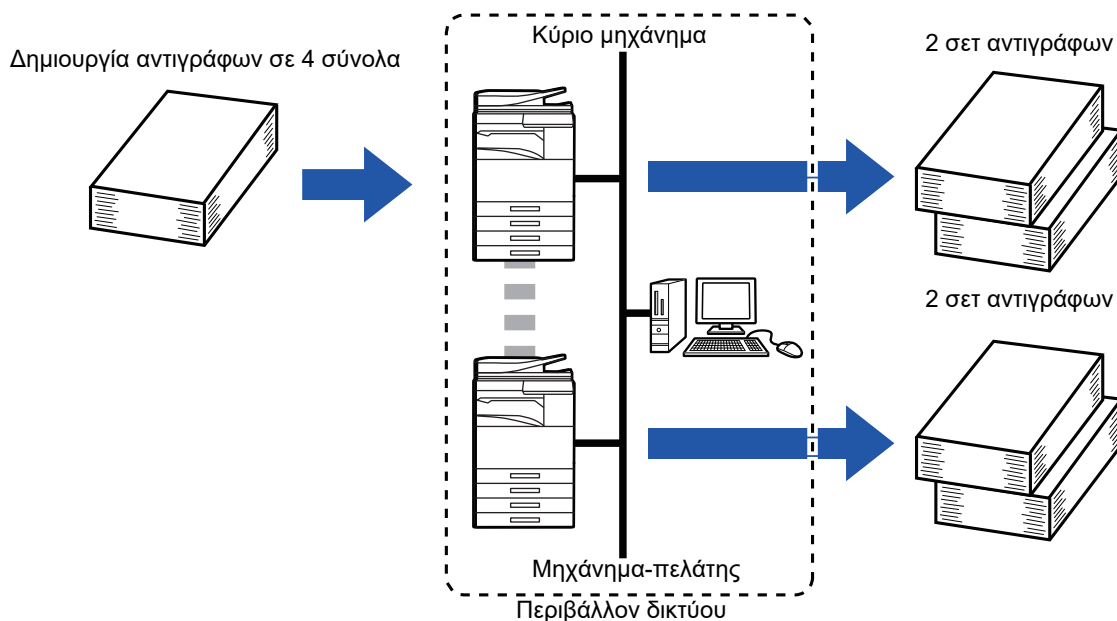 Δημιουργία αντιγράφων σε 4 σύνολα
Κύριο μηχάνημα
2 σετ αντιγράφων
2 σετ αντιγράφων
Μηχάνημα-πελάτης
Περιβάλλον δικτύου